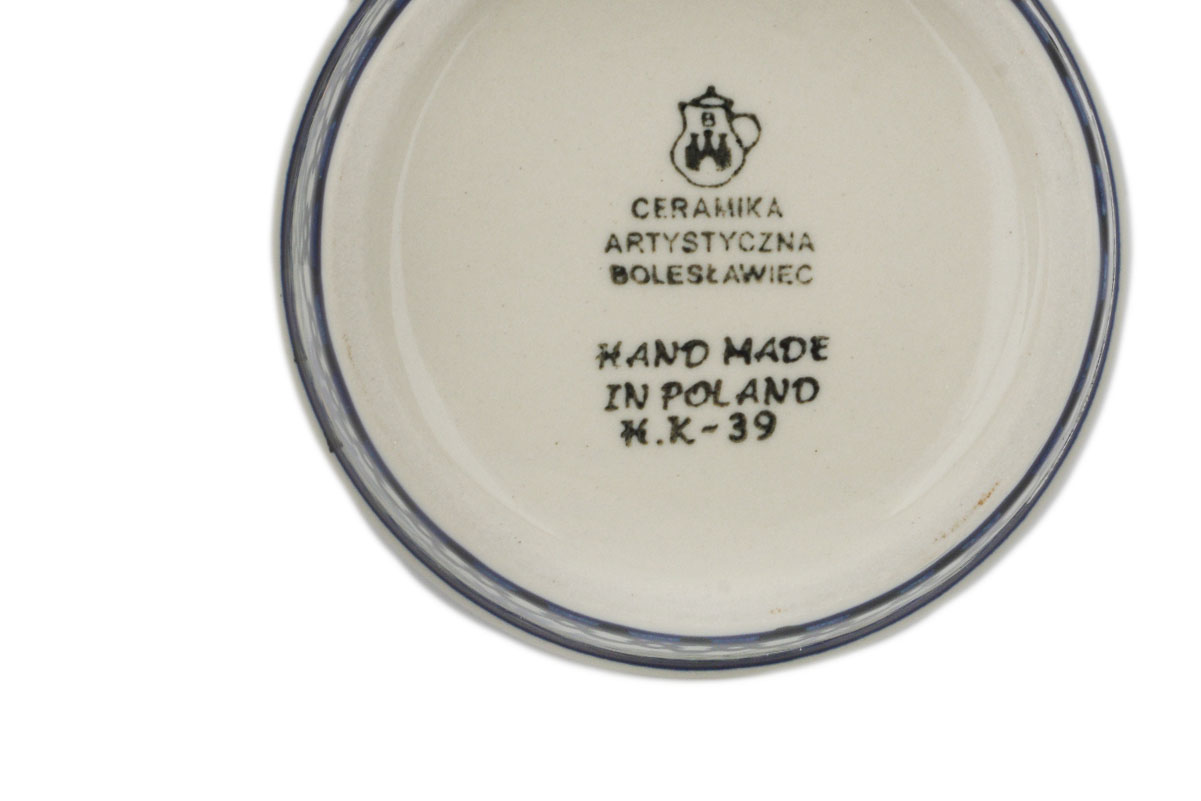 B
CERAMIKA
ARTYSTYCZNA
BOLESŁAWIEC
HAND MADE
IN POLAND
H.K-39